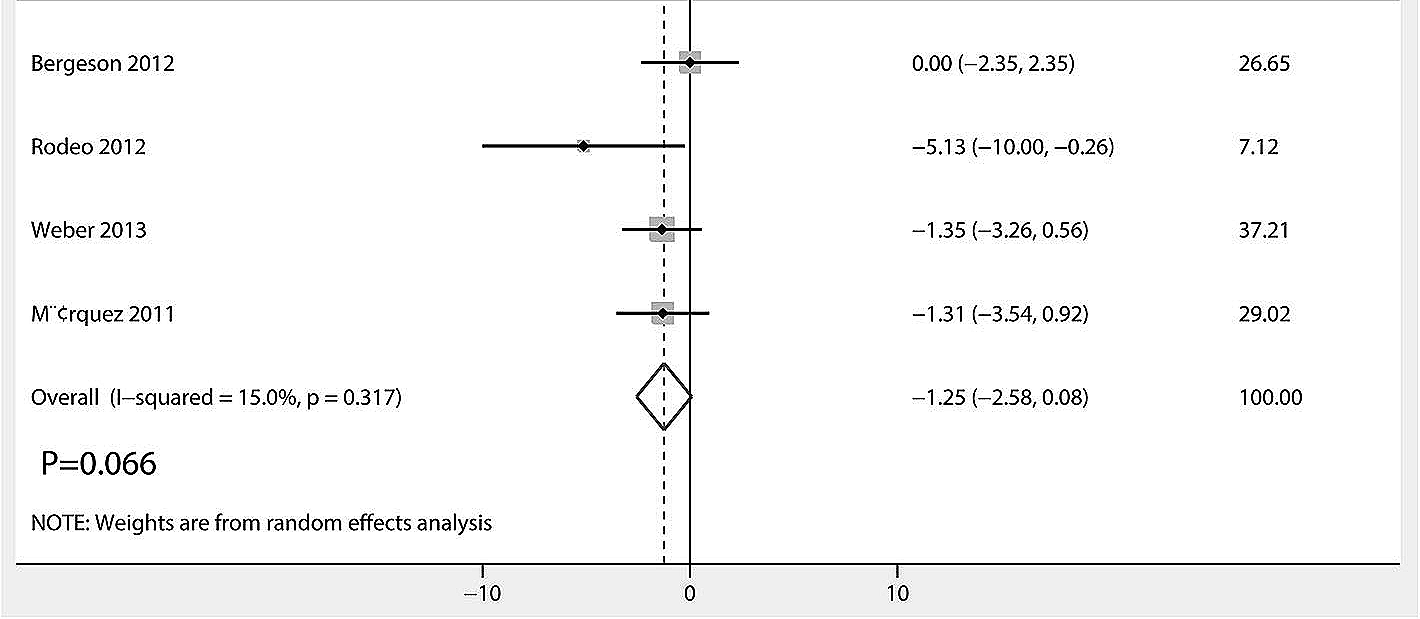 Bergeson 2012 0.00 (−2.35, 2.35) 26.65
Rodeo 2012 −5.13 (−10.00, −0.26) 7.12
Weber 2013 −1.35 (−3.26, 0.56) 37.21
M¨¢rquez 2011 −1.31 (−3.54, 0.92) 29.02
Overall (I−squared = 15.0%, p = 0.317) −1.25 (−2.58, 0.08) 100.00
P=0.066
NOTE: Weights are from random effects analysis
−10 0 10